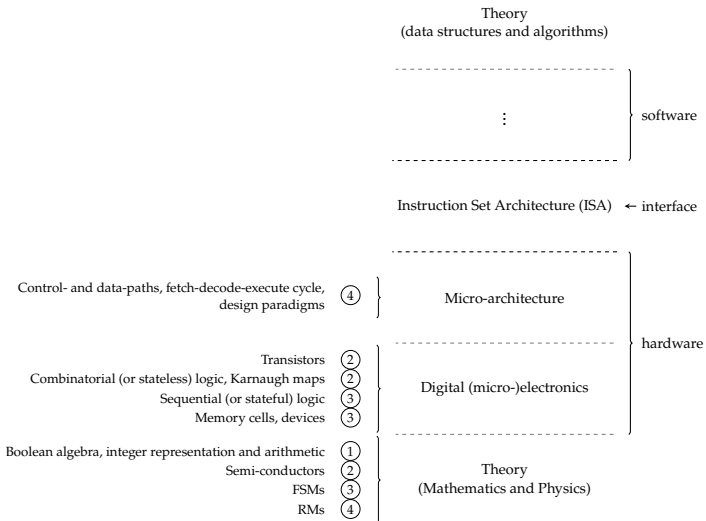 Theory
(data structures and algorithms)
⋮
software
Instruction Set Architecture (ISA) ← interface
Control- and data-paths, fetch-decode-execute cycle,
design paradigms
4
Micro-architecture
hardware
Transistors 2
Combinatorial (or stateless) logic, Karnaugh maps 2
Sequential (or stateful) logic 3
Memory cells, devices 3
Digital (micro-)electronics
Boolean algebra, integer representation and arithmetic 1
Semi-conductors 2
FSMs 3
RMs 4
Theory
(Mathematics and Physics)